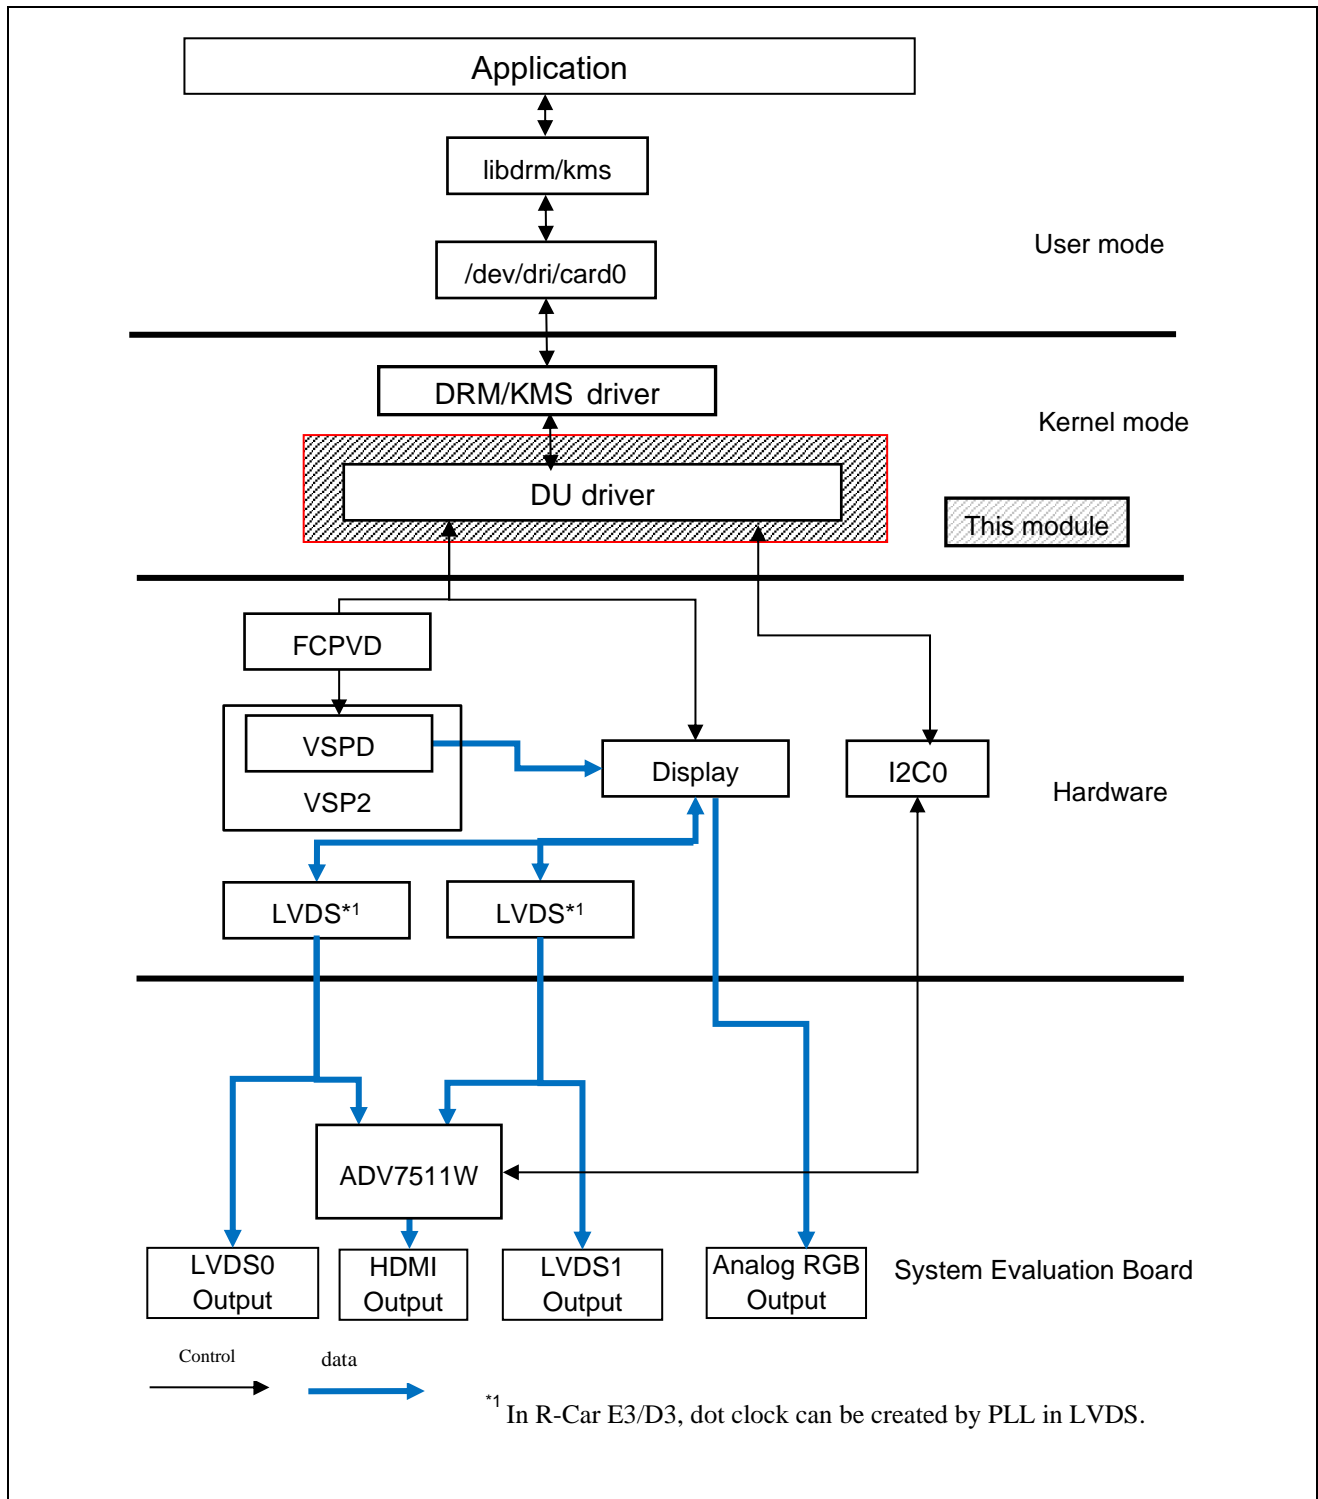 Application
libdrm/kms
/dev/dri/card0
User mode
DRM/KMS driver
Kernel mode
DU driver
This module
FCPVD
VSPD
VSP2
Display
I2C0
Hardware
LVDS*1
LVDS*1
ADV7511W
LVDS0
Output
HDMI
Output
LVDS1
Output
Analog RGB
Output
System Evaluation Board
Control
data
*1 In R-Car E3/D3, dot clock can be created by PLL in LVDS.